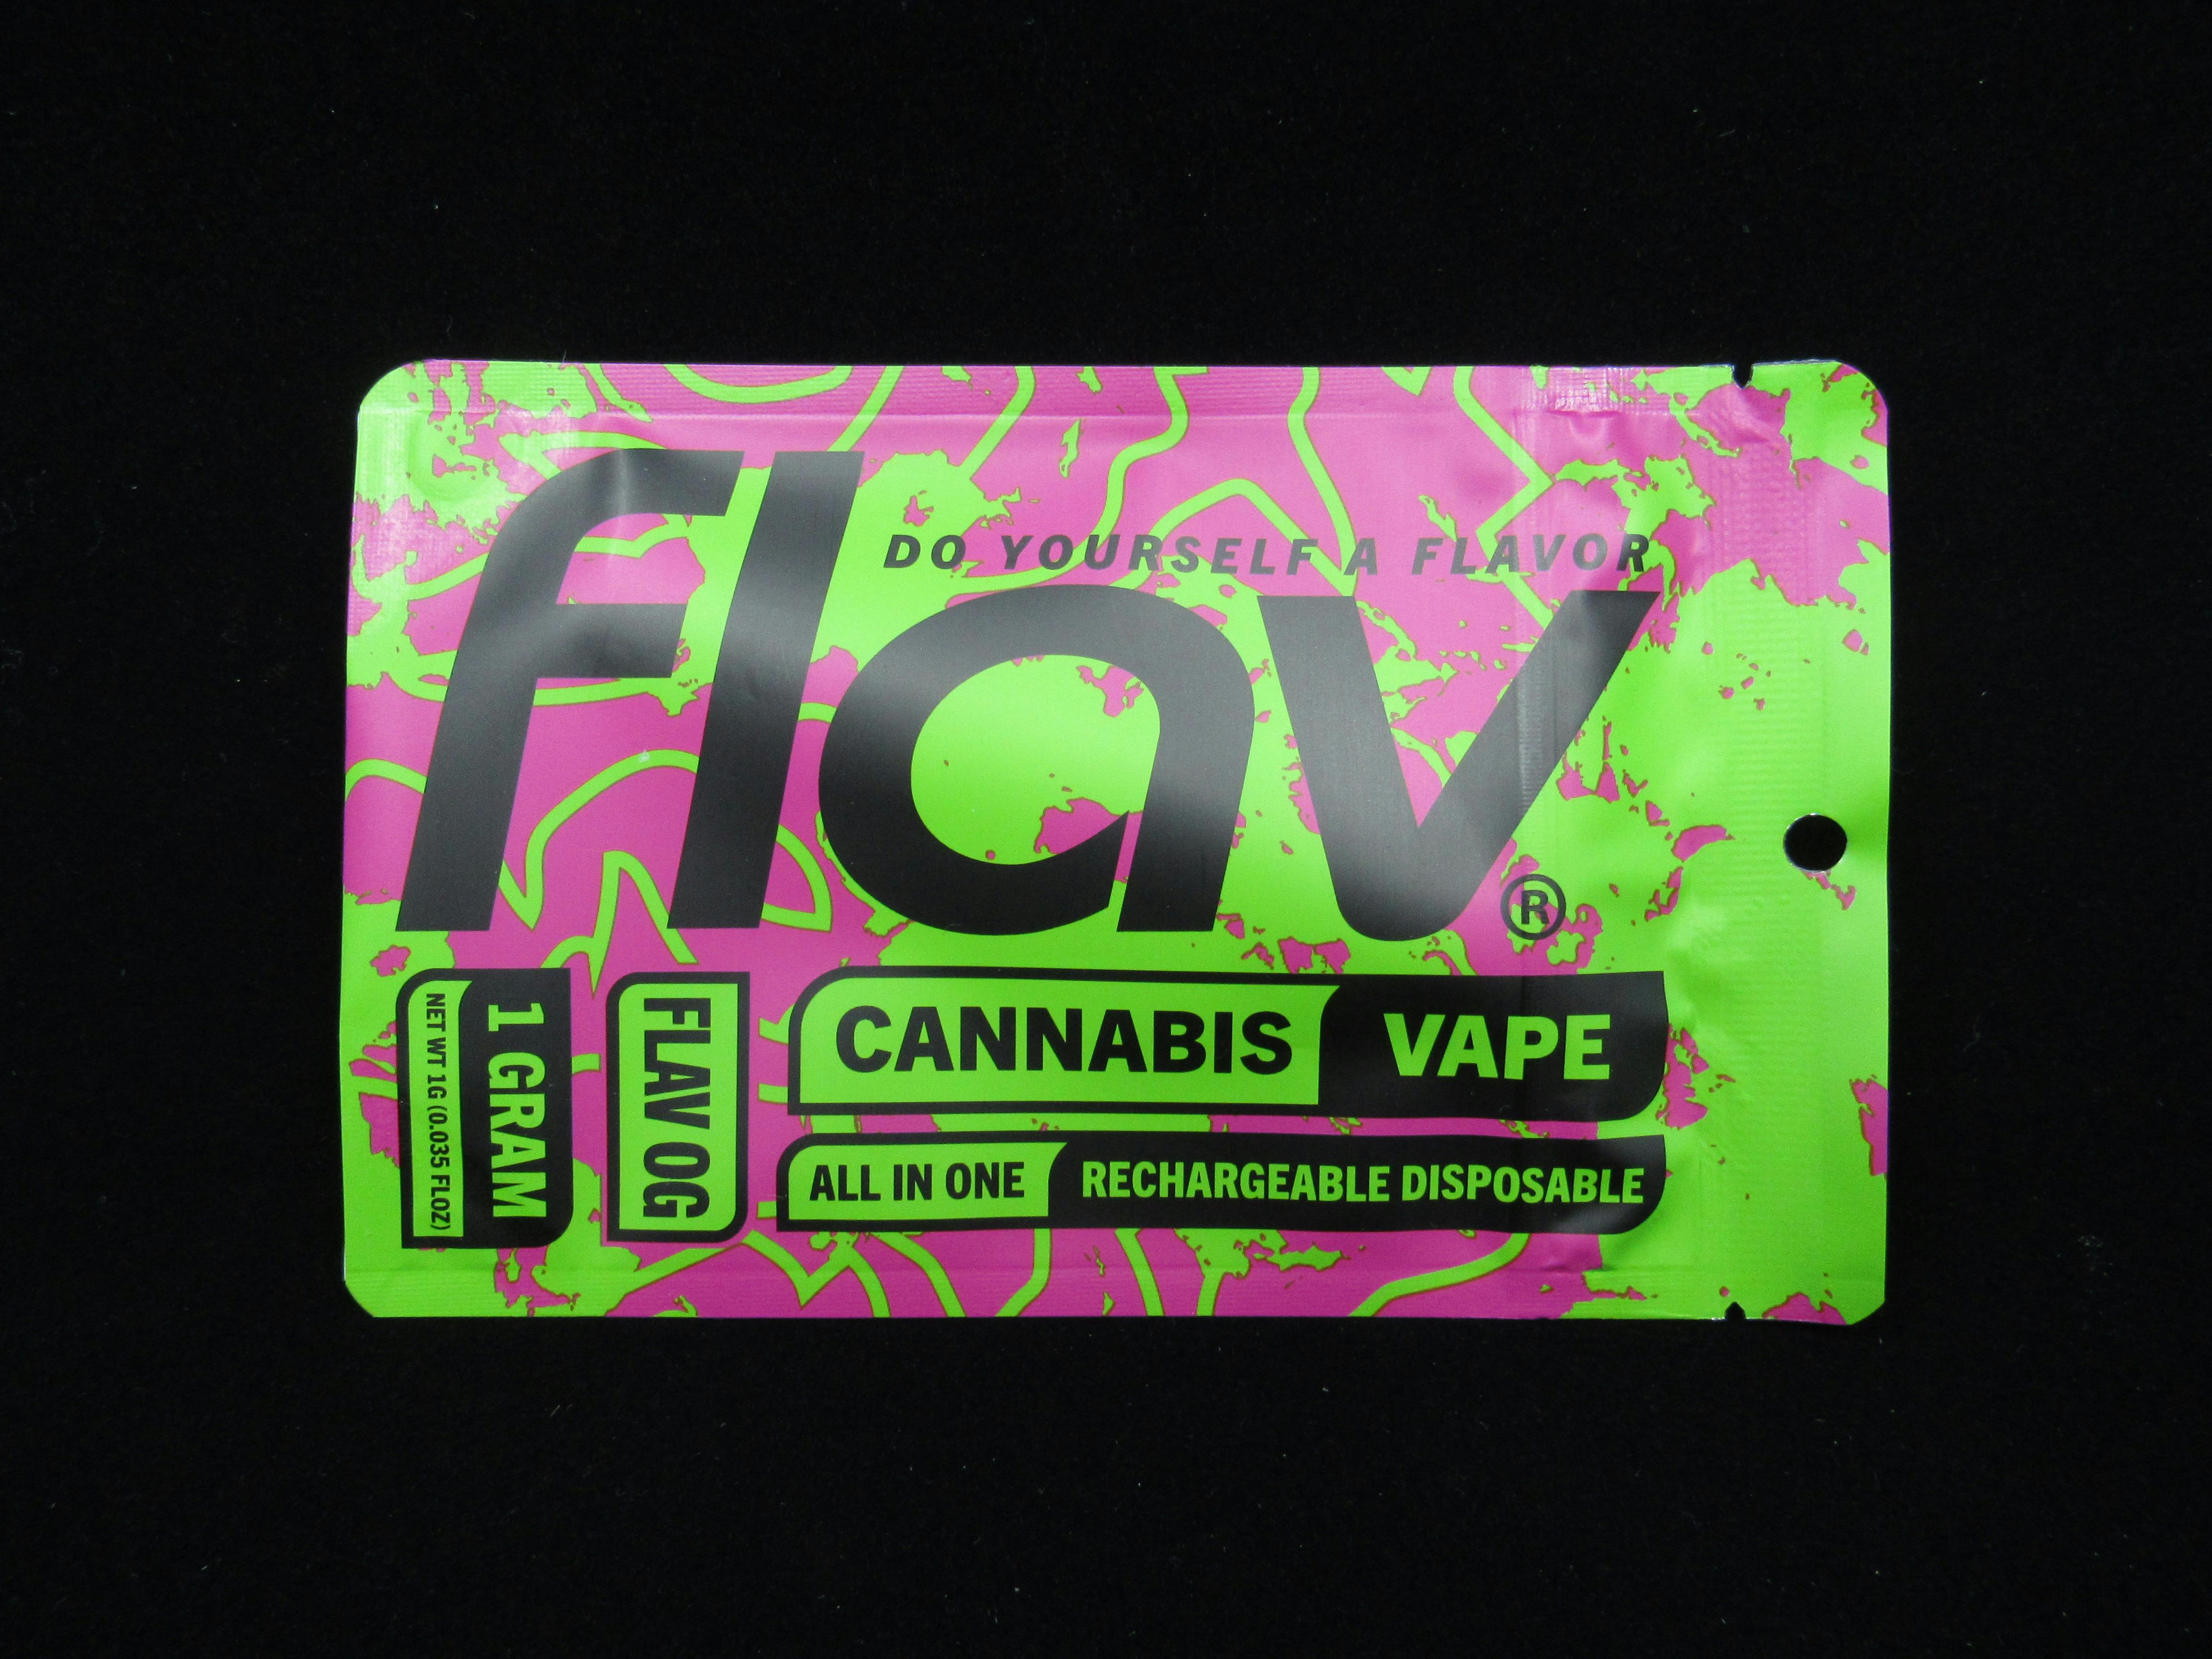 DO YOURSELF A FLAVOR
flav®
CANNABIS VAPE
ALL IN ONE RECHARGEABLE DISPOSABLE
FLAV OG
1 GRAM
NET WT 1G (0.035 FLOZ)